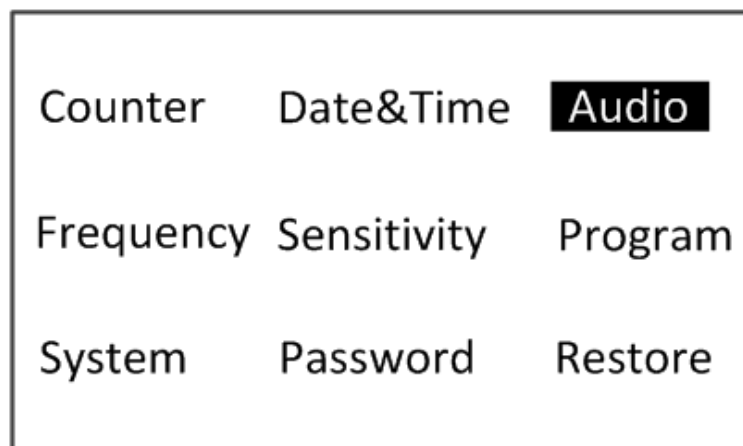 Counter Date&Time Audio
Frequency Sensitivity Program
System Password Restore